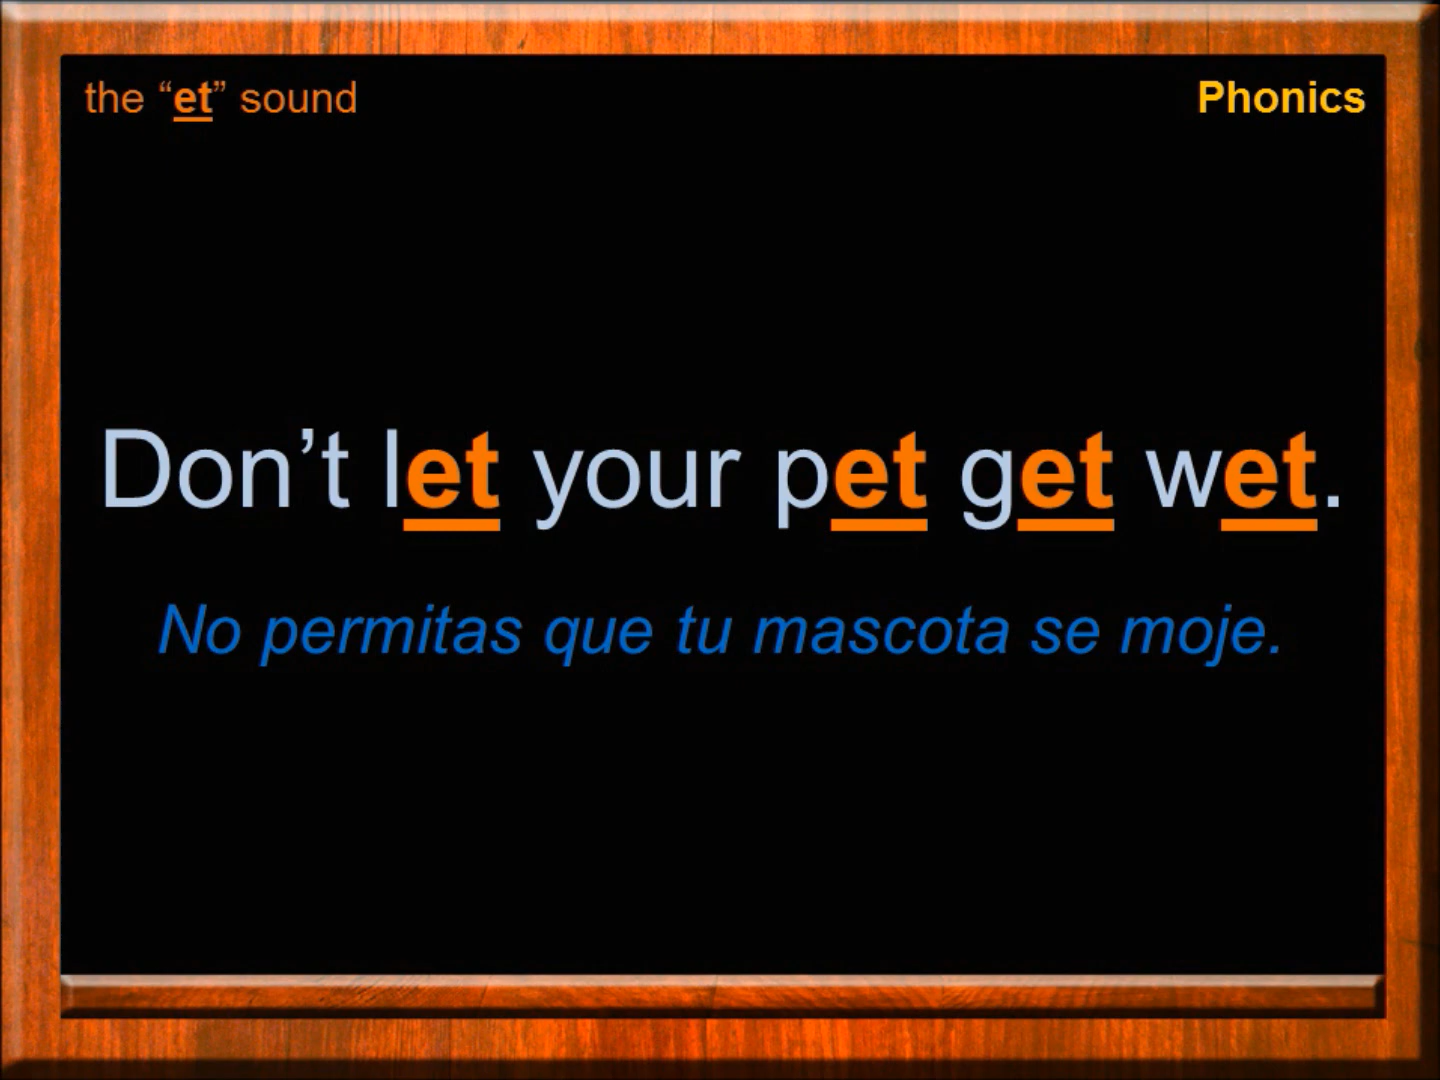 the “et” sound
Phonics
Don’t let your pet get wet.
No permitas que tu mascota se moje.